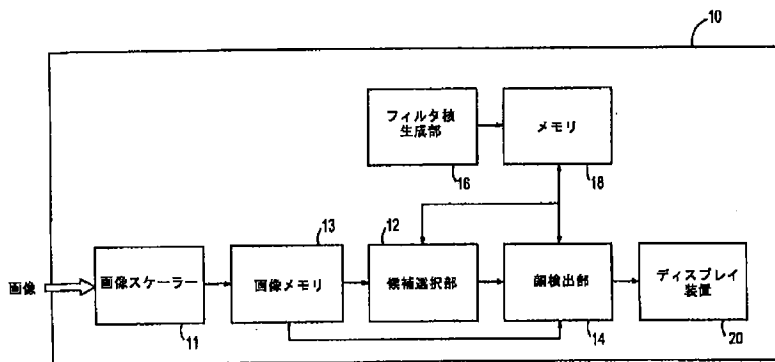 10
フィルタ核
生成部
メモリ
16
18
13
12
画像
画像スケーラー
画像メモリ
候補選択部
顔検出部
ディスプレイ
装置
11
14
20